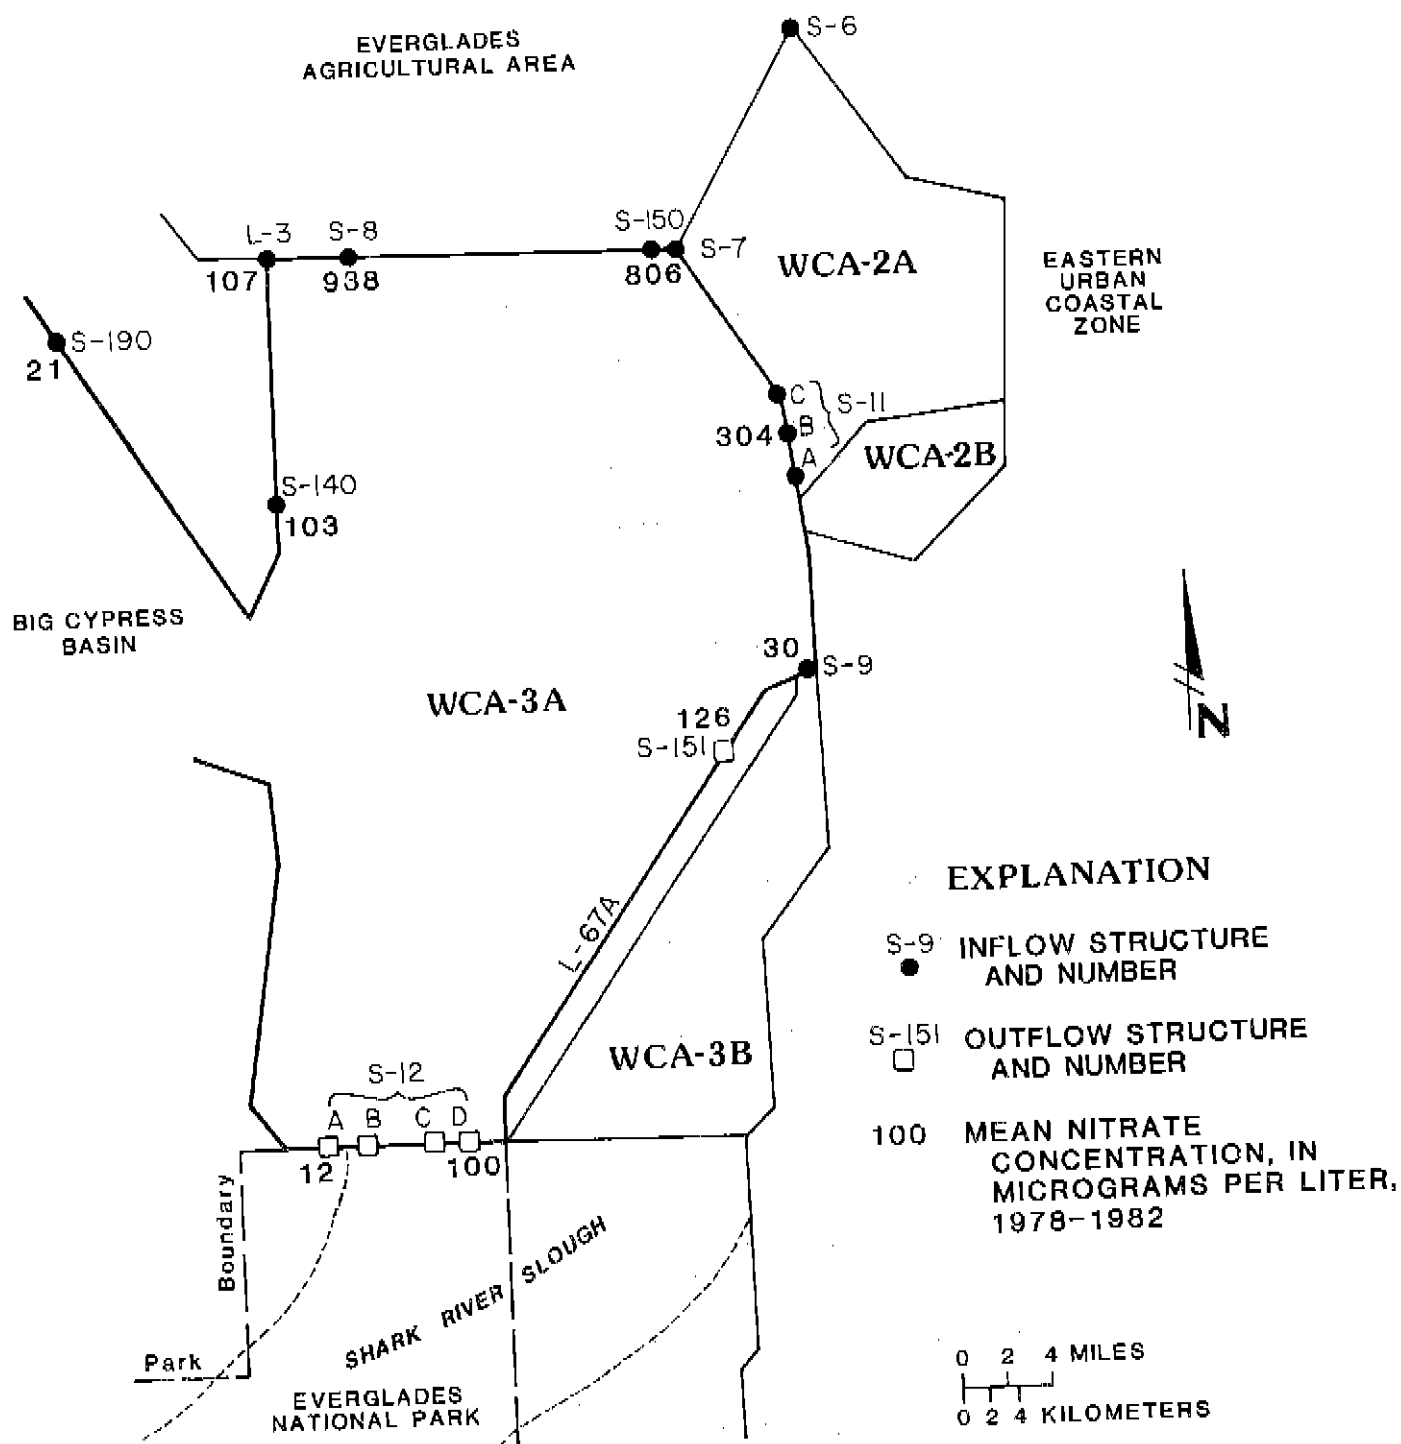 S-6
EVERGLADES
AGRICULTURAL AREA
S-150
L-3
S-8
S-7
107
938
806
WCA-2A
EASTERN
URBAN
COASTAL
ZONE
S-190
21
C
S-11
B
304
A
WCA-2B
S-140
103
BIG CYPRESS
BASIN
30
S-9
WCA-3A
126
S-151
N
L-67A
EXPLANATION
S-9 INFLOW STRUCTURE
AND NUMBER
S-151 OUTFLOW STRUCTURE
AND NUMBER
WCA-3B
S-12
A B C D
12
100
100 MEAN NITRATE
CONCENTRATION, IN
MICROGRAMS PER LITER,
1978-1982
Boundary
SHARK RIVER SLOUGH
Park
EVERGLADES
NATIONAL PARK
0 2 4 MILES
0 2 4 KILOMETERS